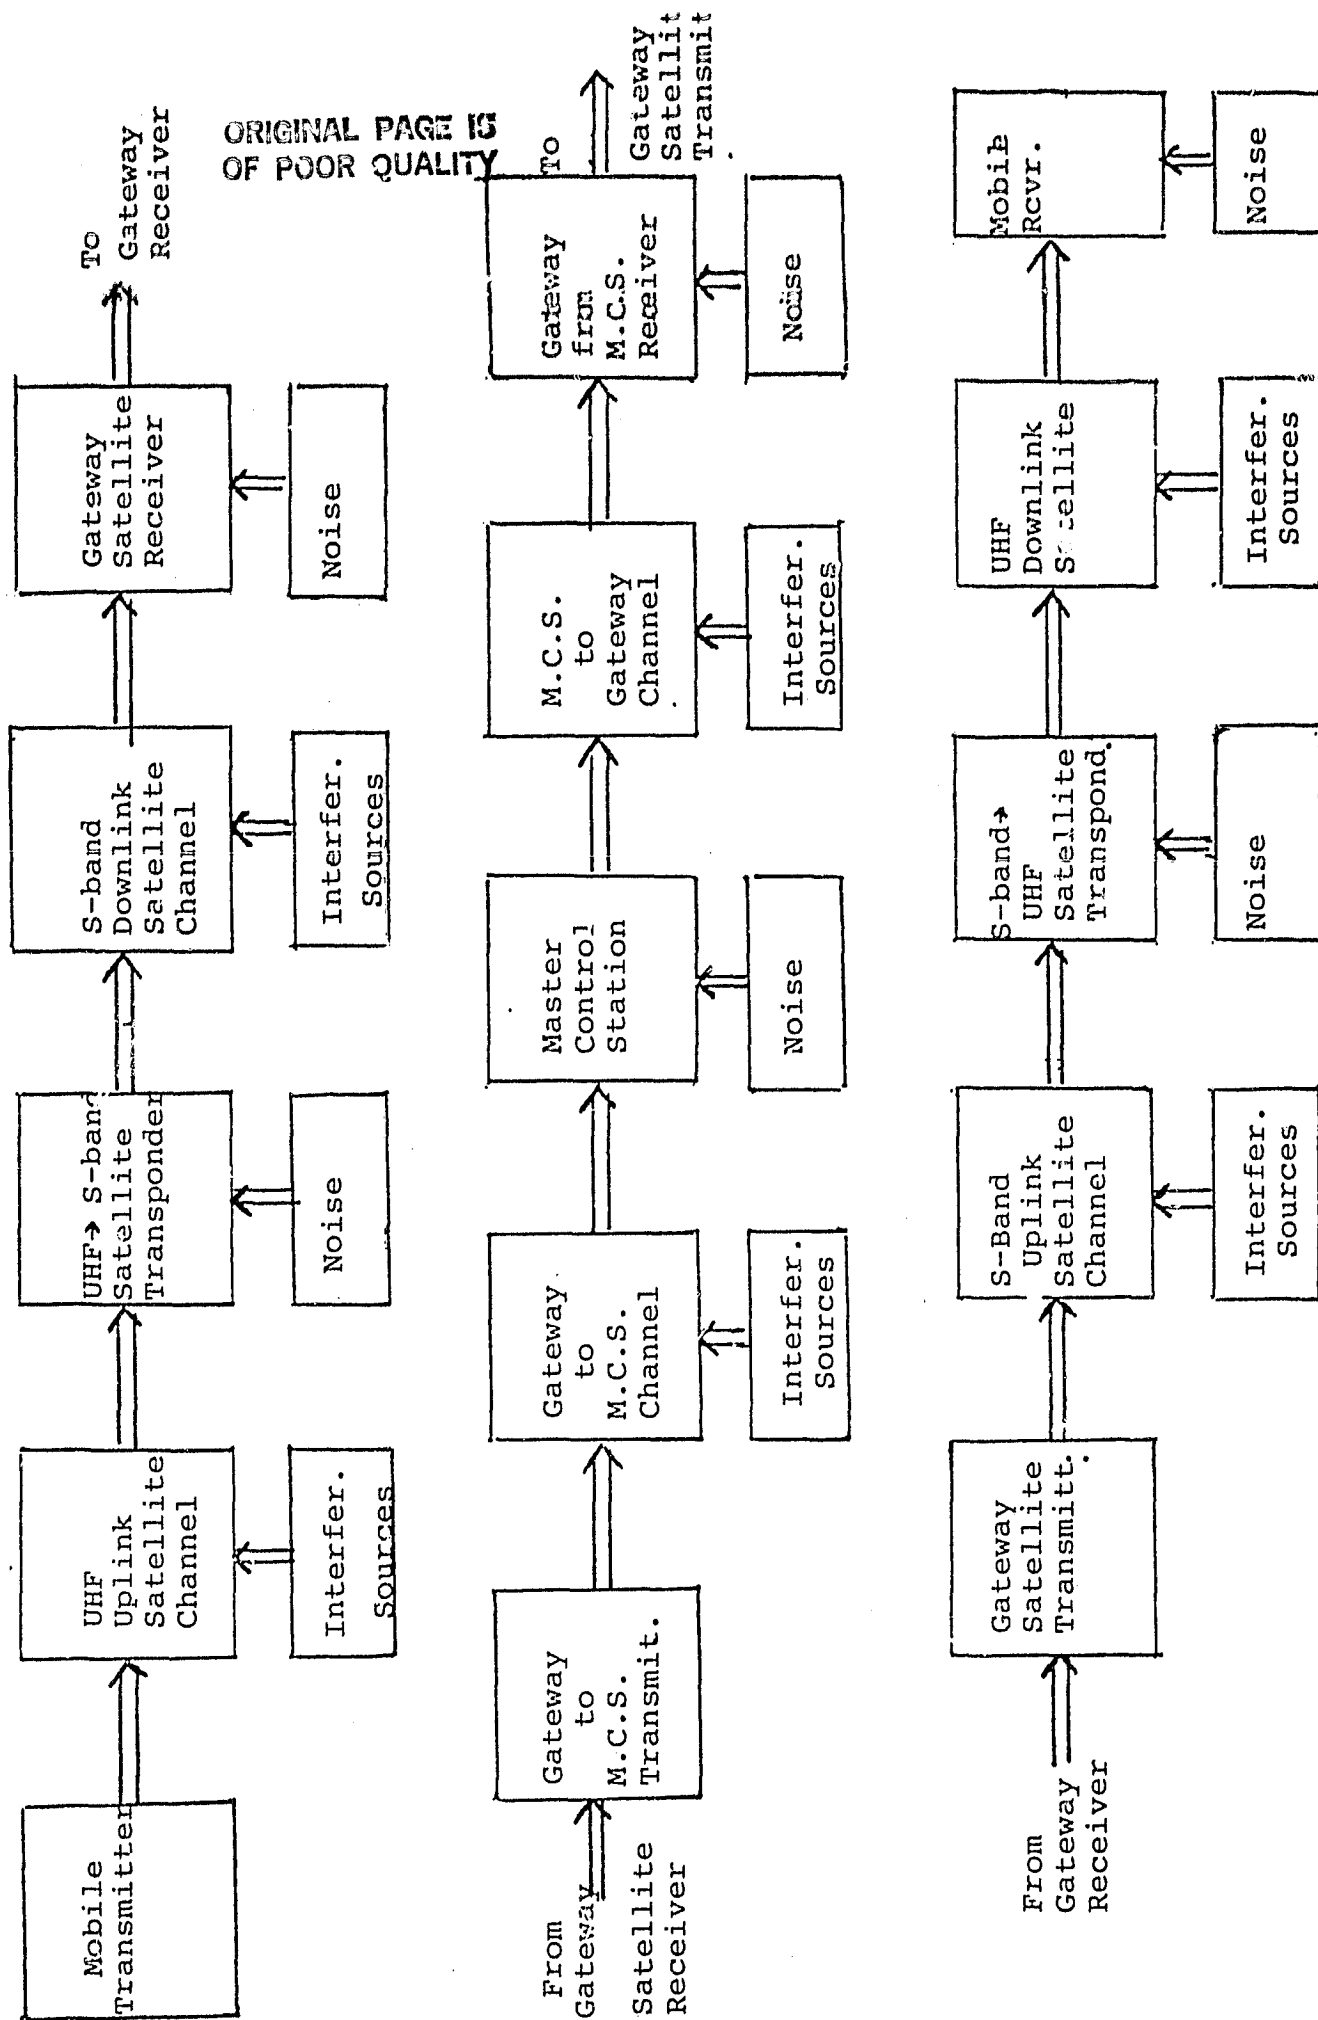 ORIGINAL PAGE IS
OF POOR QUALITY
Mobile
Transmitter
UHF
Uplink
Satellite
Channel
Interfer.
Sources
UHF→ S-band
Satellite
Transponder
Noise
S-band
Downlink
Satellite
Channel
Interfer.
Sources
Gateway
Satellite
Receiver
Noise
To
Gateway
Receiver
From
Gateway
Satellite
Receiver
Gateway
to
M.C.S.
Transmit.
Gateway
to
M.C.S.
Channel
Interfer.
Sources
Master
Control
Station
Noise
M.C.S.
to
Gateway
Channel
Interfer.
Sources
Gateway
from
M.C.S.
Receiver
Noise
To
Gateway
Satellit
Transmit
From
Gateway
Receiver
Gateway
Satellite
Transmitt.
S-Band
Uplink
Satellite
Channel
Interfer.
Sources
S-band→
UHF
Satellite
Transpond.
Noise
UHF
Downlink
Satellite
Interfer.
Sources
Mobile
Rcvr.
Noise